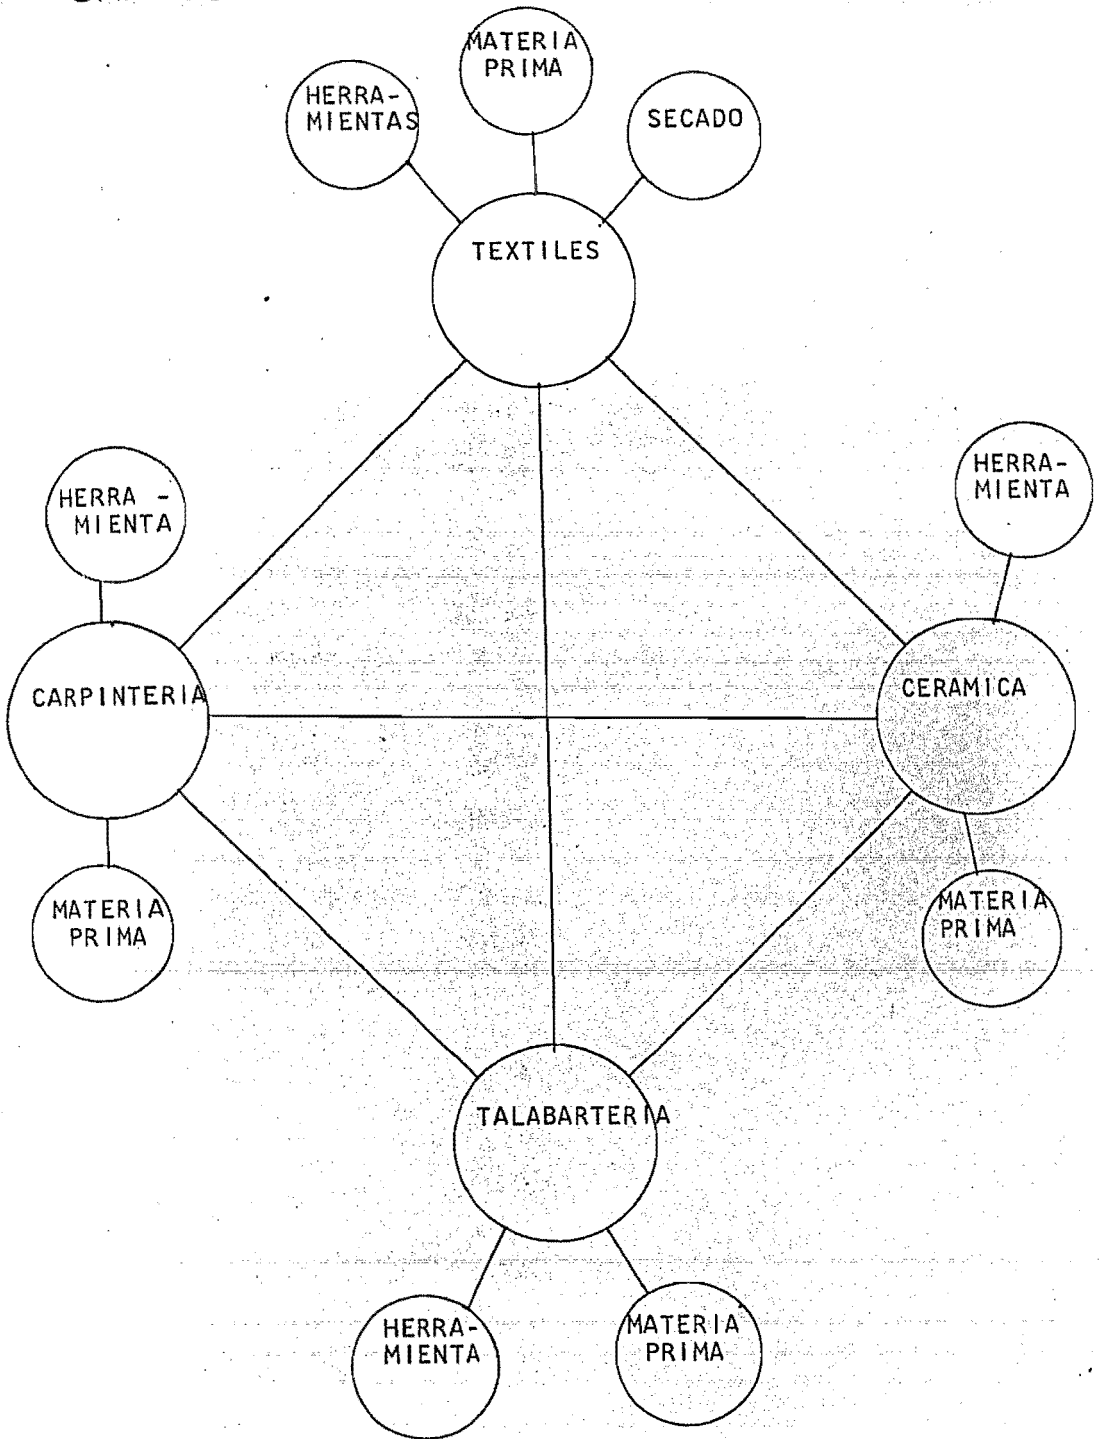 MATERIA
PRIMA
HERRA-
MIENTAS
SECADO
TEXTILES
HERRA -
MIENTA
HERRA-
MIENTA
CARPINTERIA
CERAMICA
MATERIA
PRIMA
MATERIA
PRIMA
TALABARTERIA
HERRA-
MIENTA
MATERIA
PRIMA